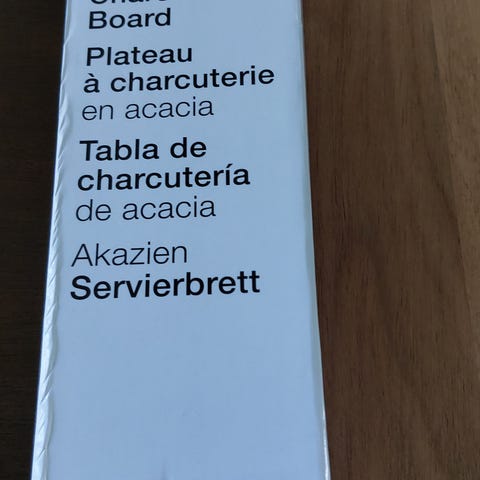 Board
Plateau
à charcuterie
en acacia
Tabla de
charcutería
de acacia
Akazien
Servierbrett